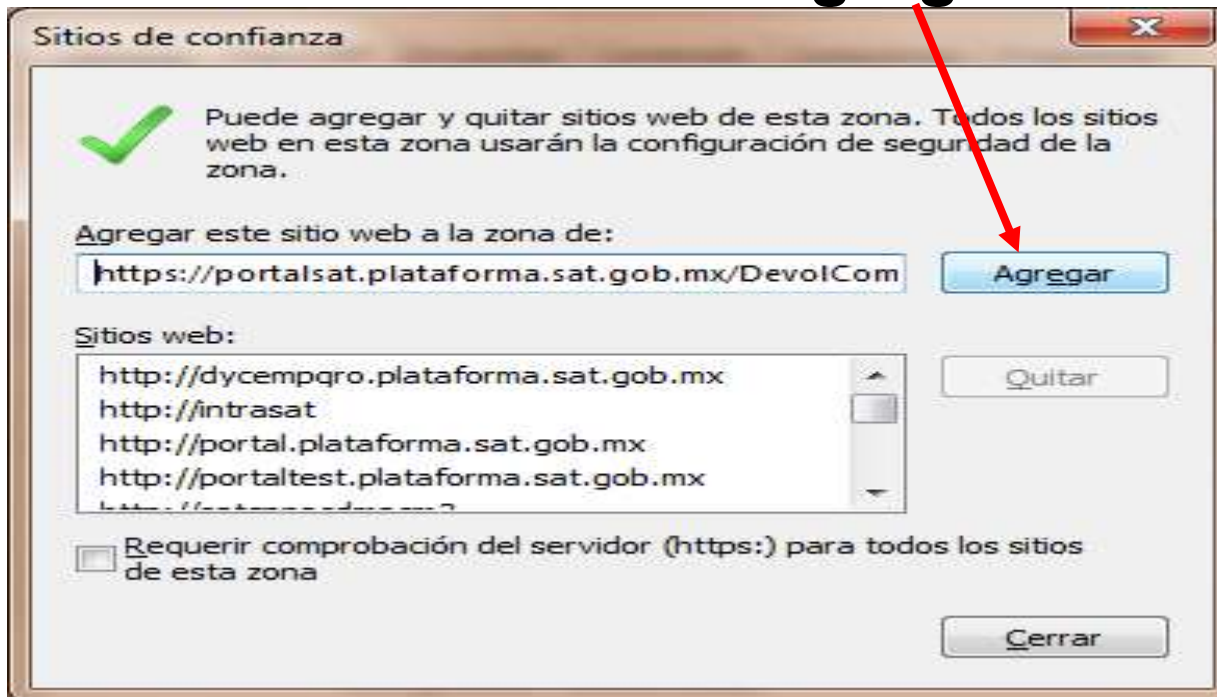 Sitios de confianza
Puede agregar y quitar sitios web de esta zona. Todos los sitios
web en esta zona usarán la configuración de seguridad de la
zona.
Agregar este sitio web a la zona de:
https://portalsat.plataforma.sat.gob.mx/DevolCom
Agregar
Sitios web:
http://dycempqro.plataforma.sat.gob.mx
Quitar
http://intrasat
http://portal.plataforma.sat.gob.mx
http://portaltest.plataforma.sat.gob.mx
Requerir comprobación del servidor (https:) para todos los sitios
de esta zona
Cerrar